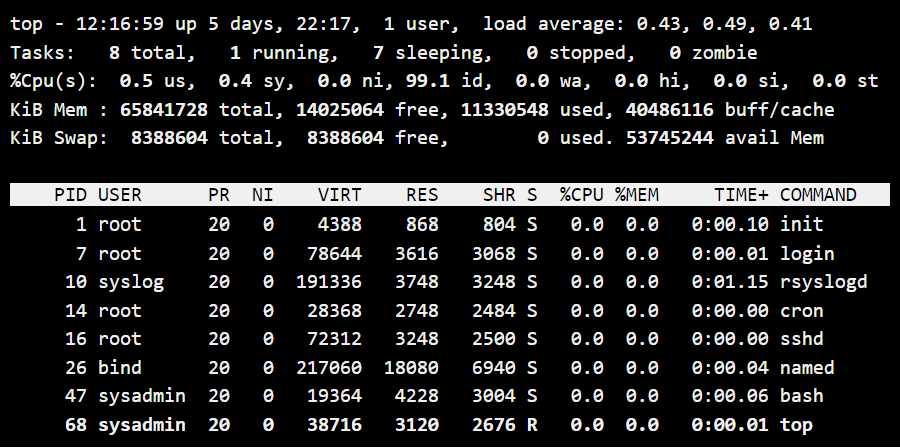 top - 12:16:59 up 5 days, 22:17,  1 user,  load average: 0.43, 0.49, 0.41
Tasks:   8 total,   1 running,   7 sleeping,   0 stopped,   0 zombie
%Cpu(s):  0.5 us,  0.4 sy,  0.0 ni, 99.1 id,  0.0 wa,  0.0 hi,  0.0 si,  0.0 st
KiB Mem : 65841728 total, 14025064 free, 11330548 used, 40486116 buff/cache
KiB Swap:  8388604 total,  8388604 free,        0 used. 53745244 avail Mem
    PID USER      PR  NI    VIRT    RES    SHR S  %CPU %MEM     TIME+ COMMAND
      1 root      20   0    4388    868    804 S   0.0  0.0   0:00.10 init
      7 root      20   0   78644   3616   3068 S   0.0  0.0   0:00.01 login
     10 syslog    20   0  191336   3748   3248 S   0.0  0.0   0:01.15 rsyslogd
     14 root      20   0   28368   2748   2484 S   0.0  0.0   0:00.00 cron
     16 root      20   0   72312   3248   2500 S   0.0  0.0   0:00.00 sshd
     26 bind      20   0  217060  18080   6940 S   0.0  0.0   0:00.04 named
     47 sysadmin  20   0   19364   4228   3004 S   0.0  0.0   0:00.06 bash
     68 sysadmin  20   0   38716   3120   2676 R   0.0  0.0   0:00.01 top